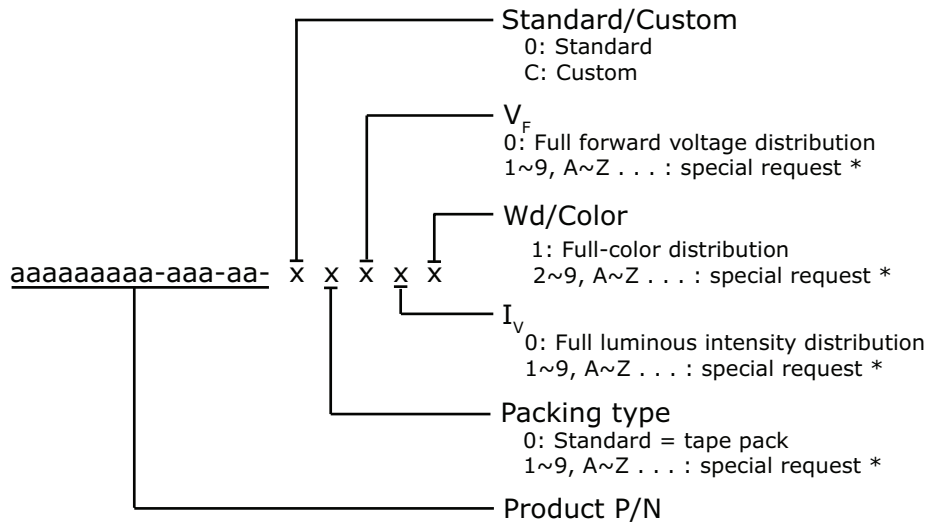 Standard/Custom
0: Standard
C: Custom
VF
0: Full forward voltage distribution
1~9, A~Z . . . : special request *
Wd/Color
1: Full-color distribution
2~9, A~Z . . . : special request *
aaaaaaaaa-aaa-aa- x x x x x
IV
0: Full luminous intensity distribution
1~9, A~Z . . . : special request *
Packing type
0: Standard = tape pack
1~9, A~Z . . . : special request *
Product P/N